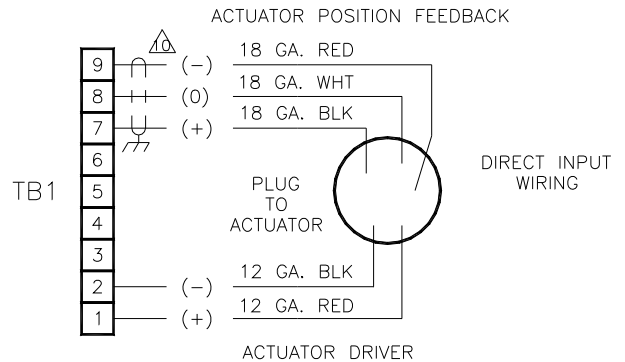 ACTUATOR POSITION FEEDBACK
10
9 (-) 18 GA. RED
8 (0) 18 GA. WHT
7 (+) 18 GA. BLK
6
TB1 5
4
3
PLUG
TO
ACTUATOR
DIRECT INPUT
WIRING
2 (-) 12 GA. BLK
1 (+) 12 GA. RED
ACTUATOR DRIVER